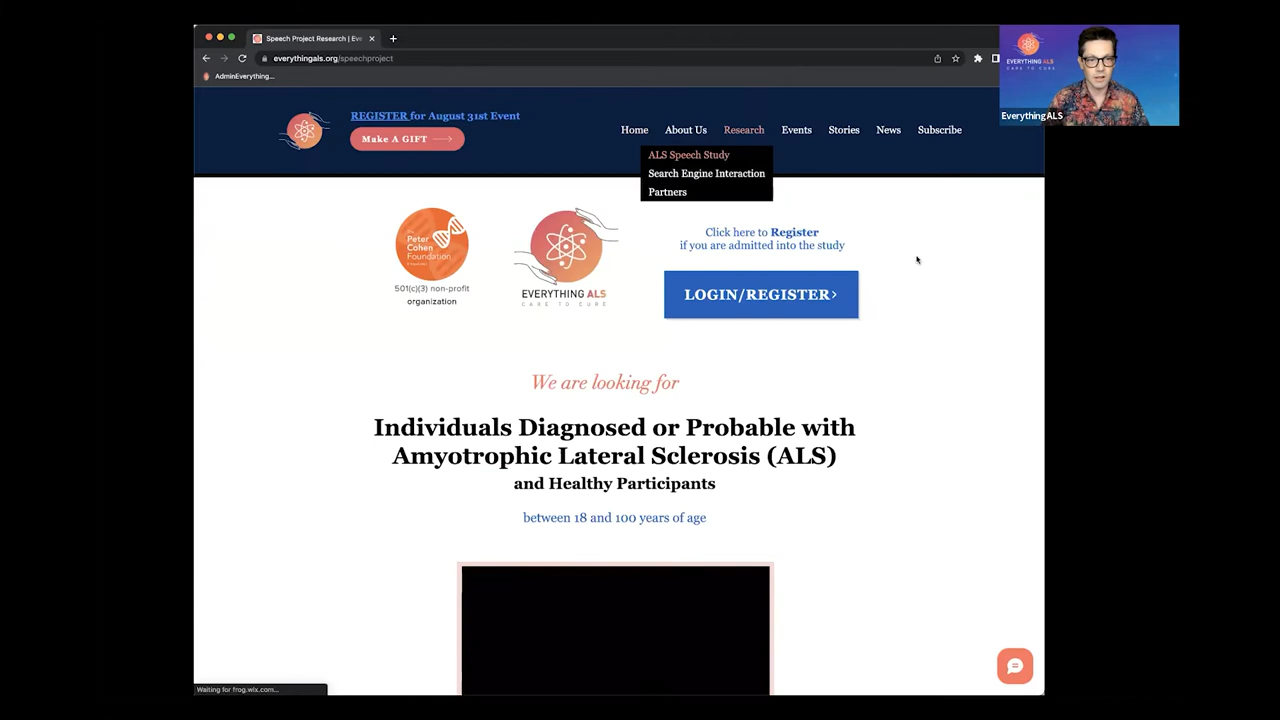 Speech Project Research | Eve
everythingals.org/speechproject
AdminEverything...
EVERYTHING ALS
CARE TO CURE
Everything ALS
REGISTER for August 31st Event
Make A GIFT
Home
About Us
Research
Events
Stories
News
Subscribe
ALS Speech Study
Search Engine Interaction
Partners
The
Peter
Cohen
Foundation
501(c)(3) non-profit
organization
EVERYTHING ALS
CARE TO CURE
Click here to Register
if you are admitted into the study
LOGIN/REGISTER>
We are looking for
Individuals Diagnosed or Probable with
Amyotrophic Lateral Sclerosis (ALS)
and Healthy Participants
between 18 and 100 years of age
Waiting for frog.wix.com...